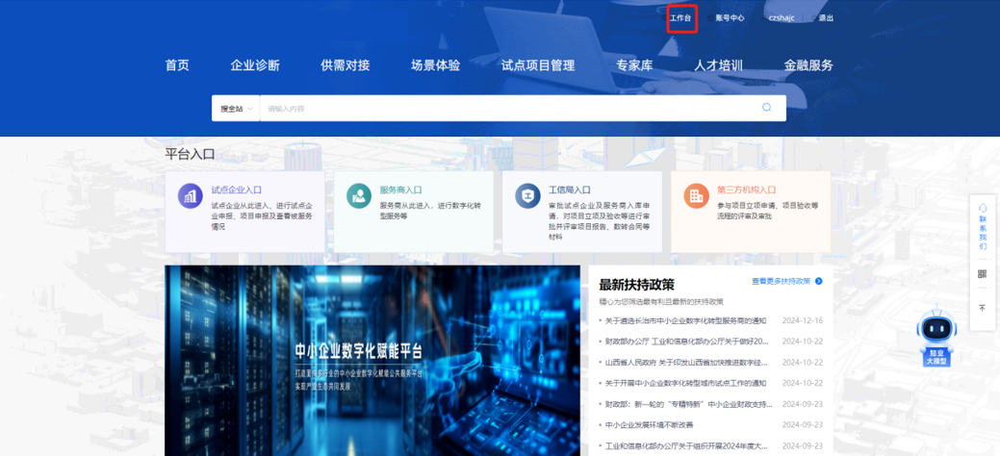 工作台 账号中心 czshajc 退出
首页 企业诊断 供需对接 场景体验 试点项目管理 专家库 人才培训 金融服务
搜全站 请输入内容
平台入口
试点企业入口
试点企业从此进入、进行试点企
业申报、项目申报及查看被服务
情况
服务商入口
服务商从此进入，进行数字化转
型服务等
工信局入口
审批试点企业及服务商入库申
请、对项目立项及验收等进行审
批并评审项目报告、数转合同等
材料
第三方机构入口
参与项目立项申请、项目验收等
流程的评审及审批
中小企业数字化赋能平台
打造面向多行业的中小企业数字化赋能公共服务平台
实现产业生态共同发展
最新扶持政策 查看更多扶持政策
精心为您筛选最有利且最新的扶持政策
关于遴选长治市中小企业数字化转型服务商的通知 2024-12-16
财政部办公厅 工业和信息化部办公厅关于做好20... 2024-10-22
山西省人民政府 关于印发山西省加快推进数字经... 2024-10-22
关于开展中小企业数字化转型城市试点工作的通知 2024-10-22
财政部：新一轮的“专精特新”中小企业财政支持... 2024-09-23
中小企业发展环境不断改善 2024-09-23
工业和信息化部办公厅关于组织开展2024年度大... 2024-09-23
联系我们
大模型